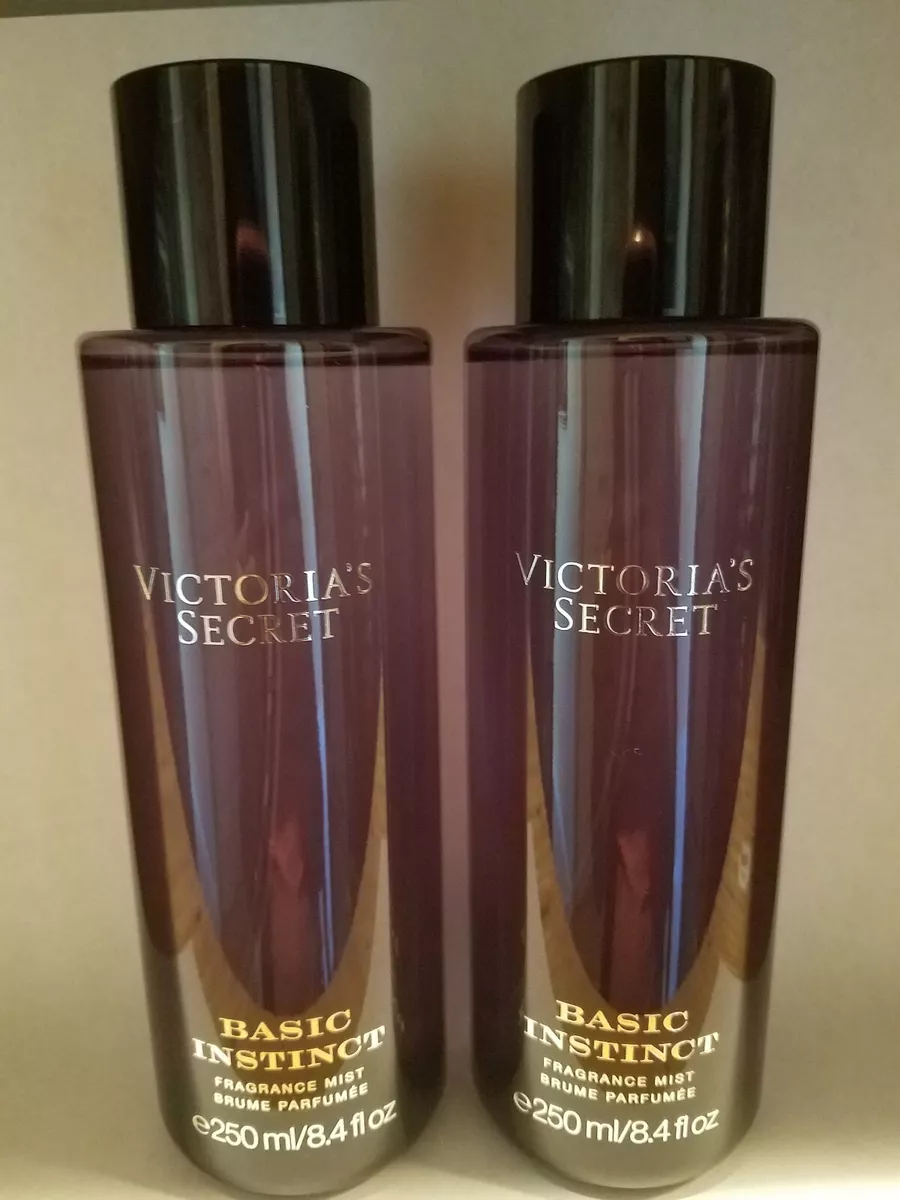 VICTORIA'S
SECRET
BASIC
INSTINCT
FRAGRANCE MIST
BRUME PARFUMÉE
℮250 ml/8.4 fl oz
VICTORIA'S
SECRET
BASIC
INSTINCT
FRAGRANCE MIST
BRUME PARFUMÉE
℮250 ml/8.4 fl oz